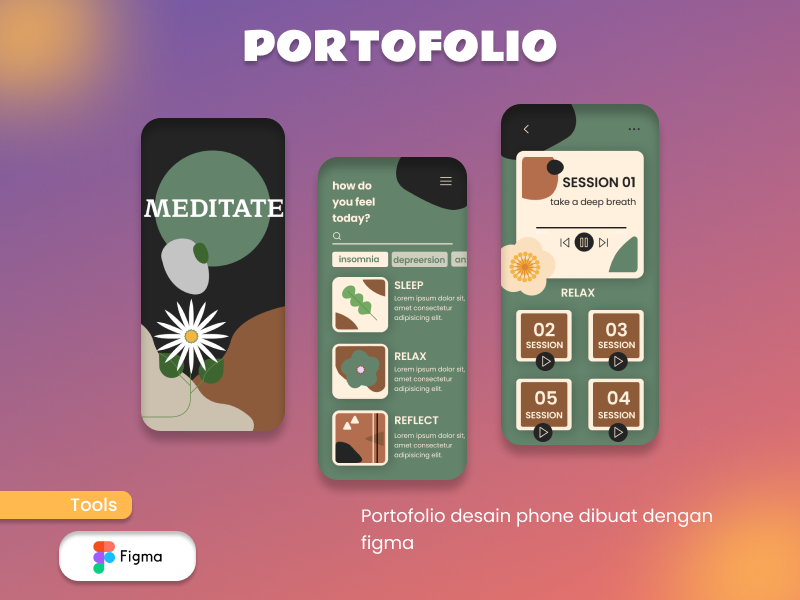 PORTOFOLIO
MEDITATE
how do
you feel
today?
insomnia
depreersion
an
SLEEP
Lorem ipsum dolor sit,
amet consectetur
adipisicing elit.
RELAX
Lorem ipsum dolor sit,
amet consectetur
adipisicing elit.
REFLECT
Lorem ipsum dolor sit,
amet consectetur
adipisicing elit.
SESSION 01
take a deep breath
RELAX
02
SESSION
03
SESSION
05
SESSION
04
SESSION
Tools
Figma
Portofolio desain phone dibuat dengan
figma